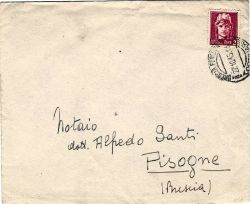 Notaio
dott. Alfredo Santi
Pisogne
(Brescia)